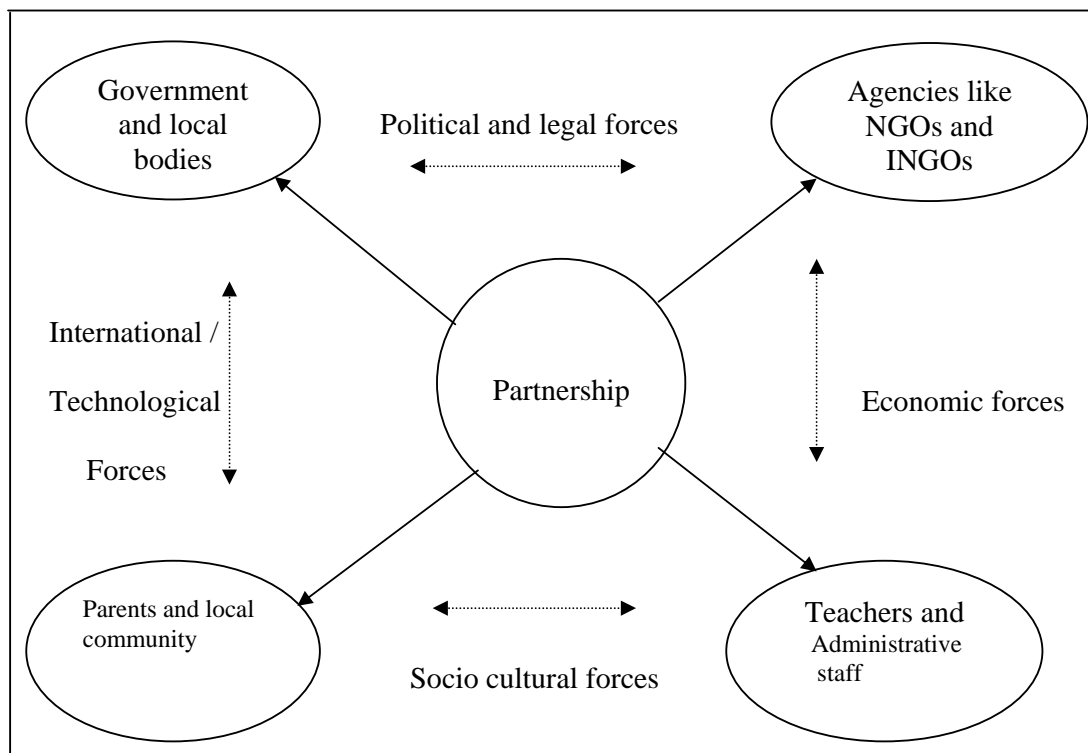 Government
and local
bodies
Political and legal forces
Agencies like
NGOs and
INGOs
International /
Technological
Forces
Partnership
Economic forces
Parents and local
community
Socio cultural forces
Teachers and
Administrative
staff